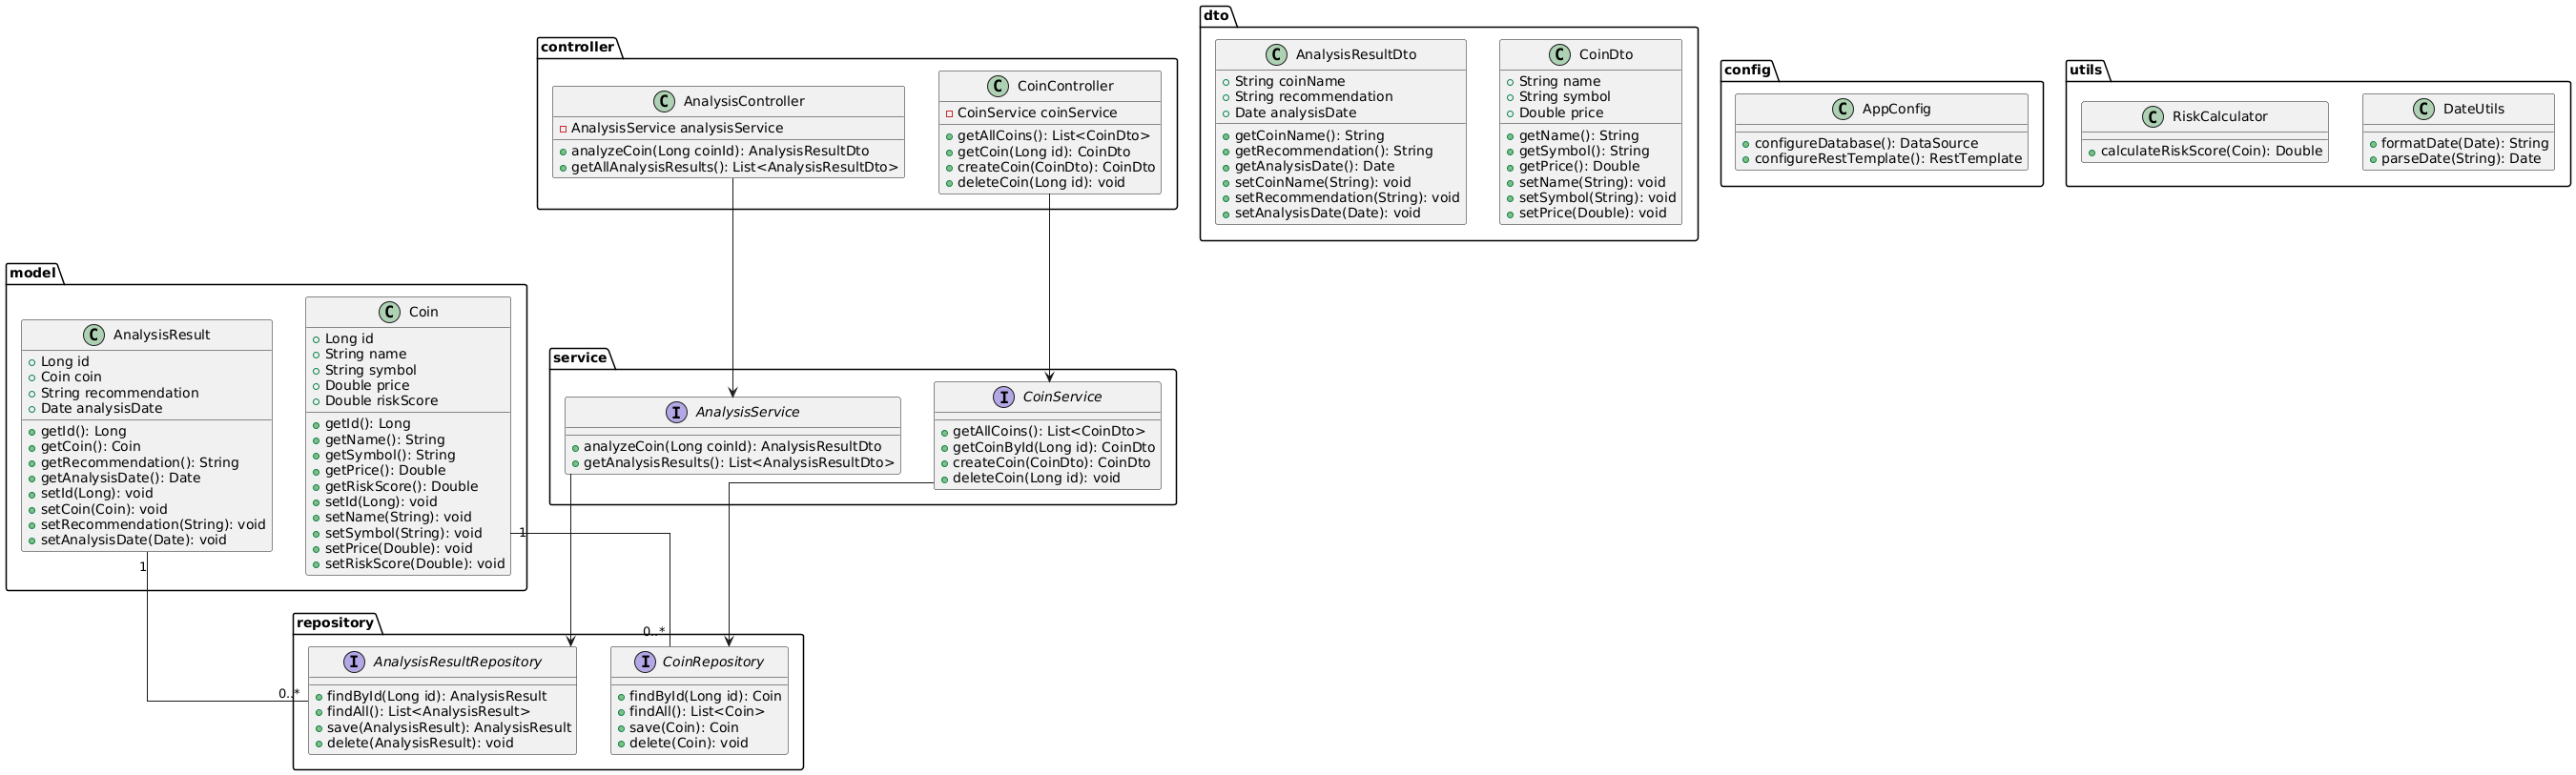 controller
C AnalysisController
AnalysisService analysisService
analyzeCoin(Long coinId): AnalysisResultDto
getAllAnalysisResults(): List<AnalysisResultDto>
C CoinController
CoinService coinService
getAllCoins(): List<CoinDto>
getCoin(Long id): CoinDto
createCoin(CoinDto): CoinDto
deleteCoin(Long id): void
dto
C AnalysisResultDto
String coinName
String recommendation
Date analysisDate
getCoinName(): String
getRecommendation(): String
getAnalysisDate(): Date
setCoinName(String): void
setRecommendation(String): void
setAnalysisDate(Date): void
C CoinDto
String name
String symbol
Double price
getName(): String
getSymbol(): String
getPrice(): Double
setName(String): void
setSymbol(String): void
setPrice(Double): void
config
C AppConfig
configureDatabase(): DataSource
configureRestTemplate(): RestTemplate
utils
C RiskCalculator
calculateRiskScore(Coin): Double
C DateUtils
formatDate(Date): String
parseDate(String): Date
model
C AnalysisResult
Long id
Coin coin
String recommendation
Date analysisDate
getId(): Long
getCoin(): Coin
getRecommendation(): String
getAnalysisDate(): Date
setId(Long): void
setCoin(Coin): void
setRecommendation(String): void
setAnalysisDate(Date): void
C Coin
Long id
String name
String symbol
Double price
Double riskScore
getId(): Long
getName(): String
getSymbol(): String
getPrice(): Double
getRiskScore(): Double
setId(Long): void
setName(String): void
setSymbol(String): void
setPrice(Double): void
setRiskScore(Double): void
service
I AnalysisService
analyzeCoin(Long coinId): AnalysisResultDto
getAnalysisResults(): List<AnalysisResultDto>
I CoinService
getAllCoins(): List<CoinDto>
getCoinById(Long id): CoinDto
createCoin(CoinDto): CoinDto
deleteCoin(Long id): void
1
1
0..*
0..*
repository
I AnalysisResultRepository
findById(Long id): AnalysisResult
findAll(): List<AnalysisResult>
save(AnalysisResult): AnalysisResult
delete(AnalysisResult): void
I CoinRepository
findById(Long id): Coin
findAll(): List<Coin>
save(Coin): Coin
delete(Coin): void